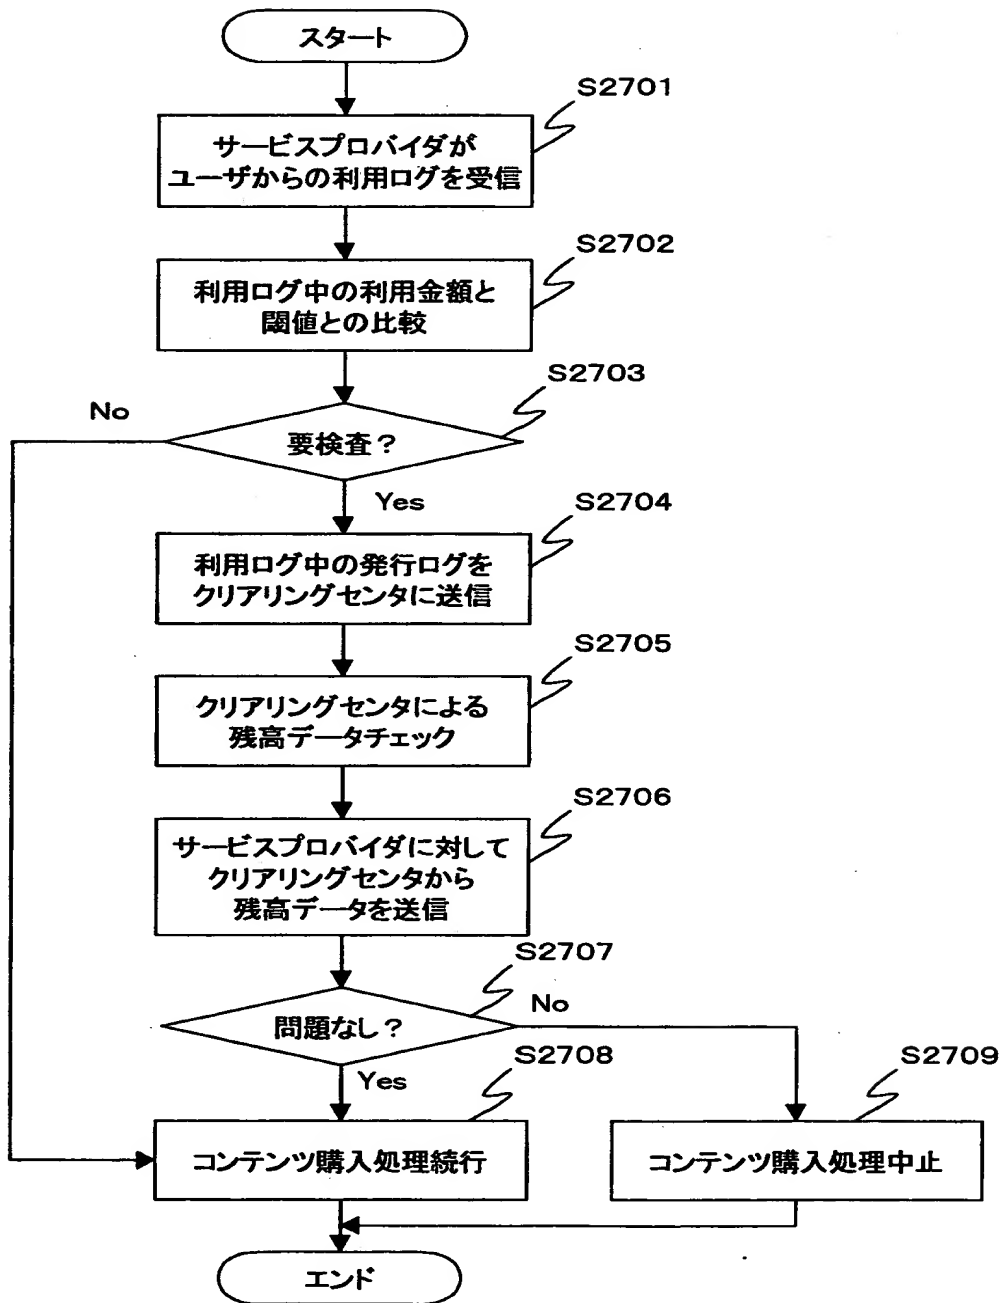 スタート
S2701
サービスプロバイダが
ユーザからの利用ログを受信
S2702
利用ログ中の利用金額と
閾値との比較
S2703
No
要検査？
Yes
S2704
利用ログ中の発行ログを
クリアリングセンタに送信
S2705
クリアリングセンタによる
残高データチェック
S2706
サービスプロバイダに対して
クリアリングセンタから
残高データを送信
S2707
No
問題なし？
Yes
S2708
S2709
コンテンツ購入処理続行
コンテンツ購入処理中止
エンド